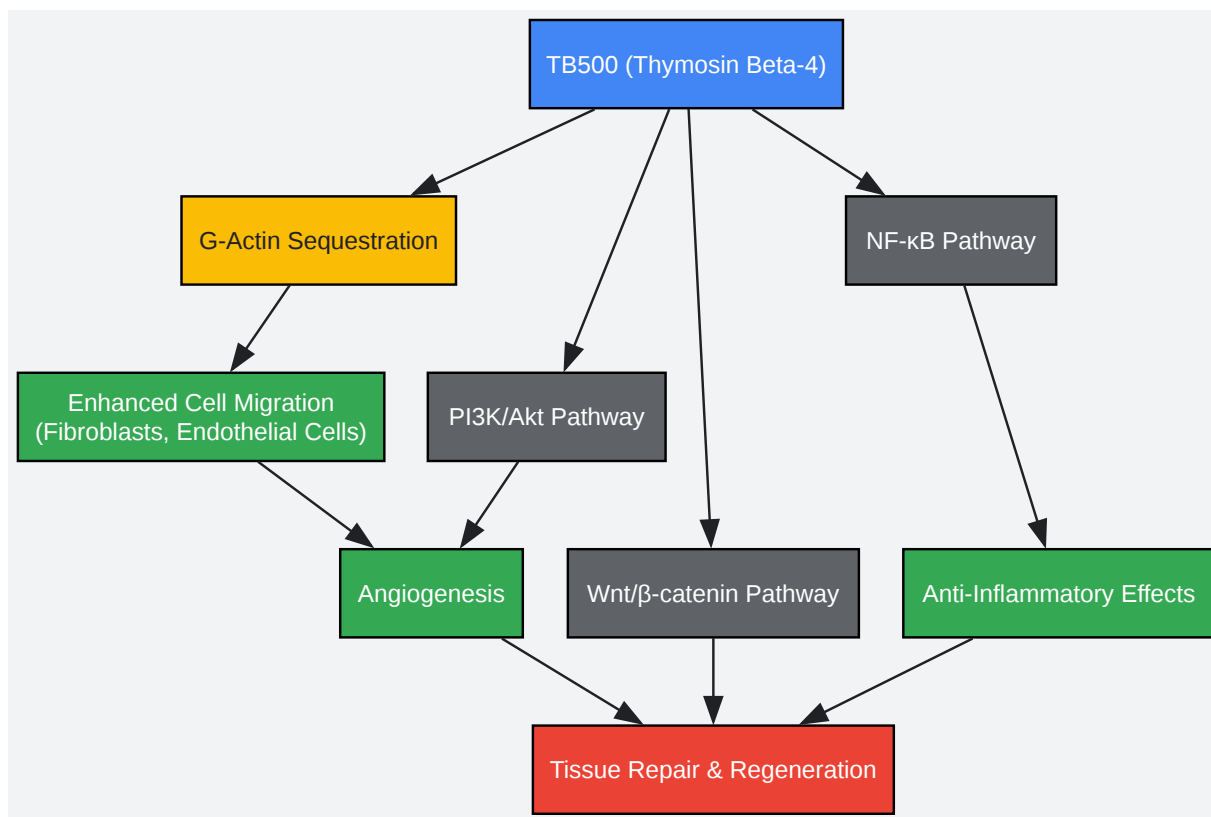 TB500 (Thymosin Beta-4)
G-Actin Sequestration
NF-κB Pathway
Enhanced Cell Migration
(Fibroblasts, Endothelial Cells)
PI3K/Akt Pathway
Angiogenesis
Wnt/β-catenin Pathway
Anti-Inflammatory Effects
Tissue Repair & Regeneration